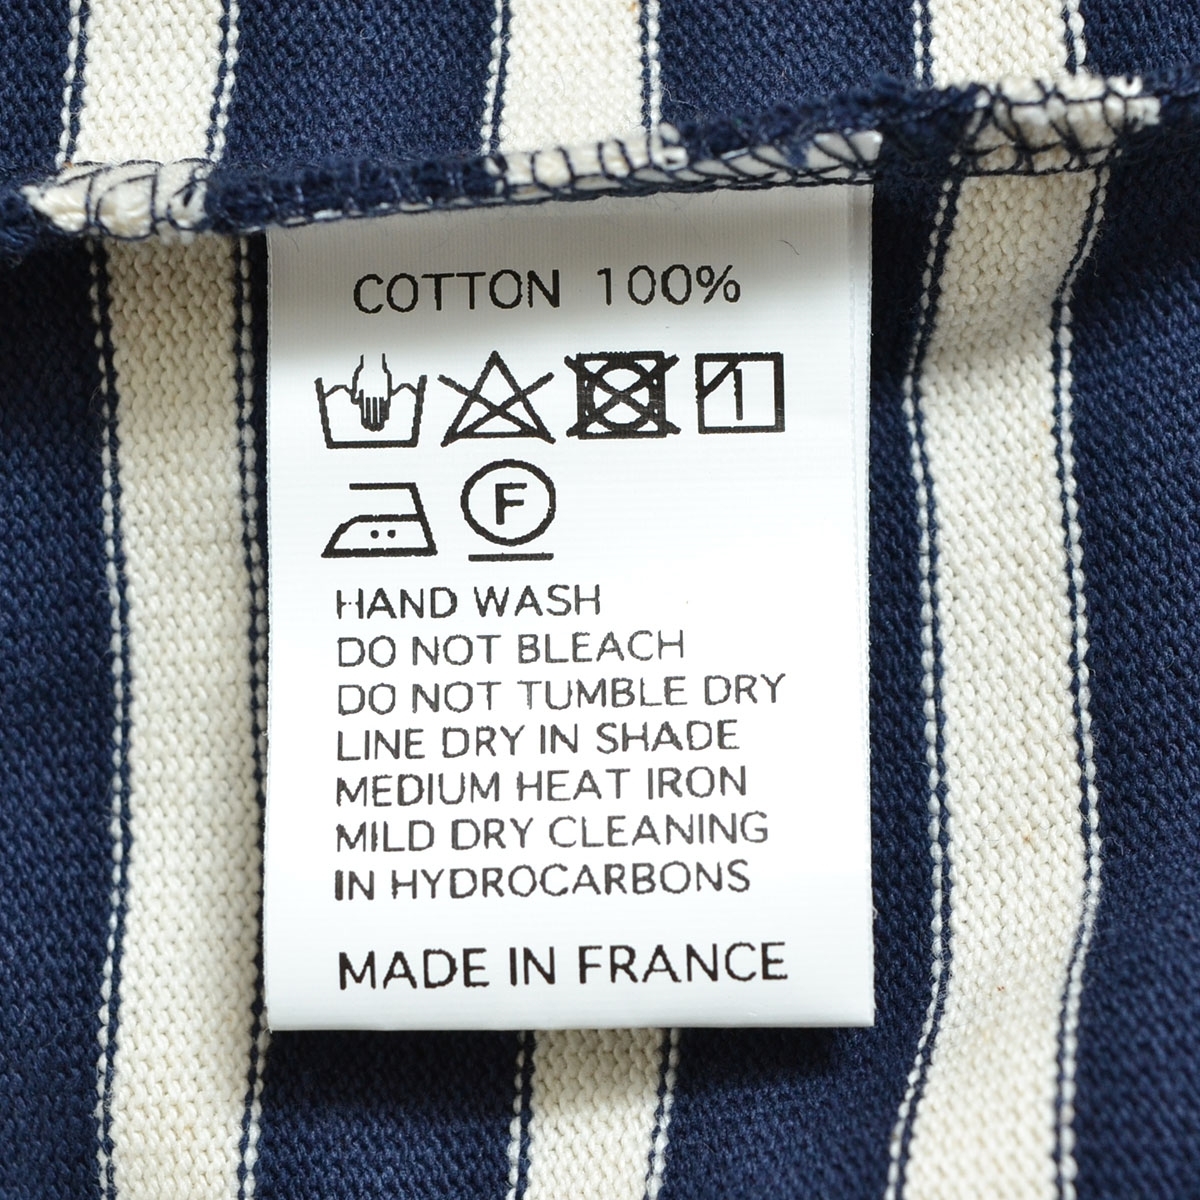 COTTON 100%
F
HAND WASH
DO NOT BLEACH
DO NOT TUMBLE DRY
LINE DRY IN SHADE
MEDIUM HEAT IRON
MILD DRY CLEANING
IN HYDROCARBONS
MADE IN FRANCE